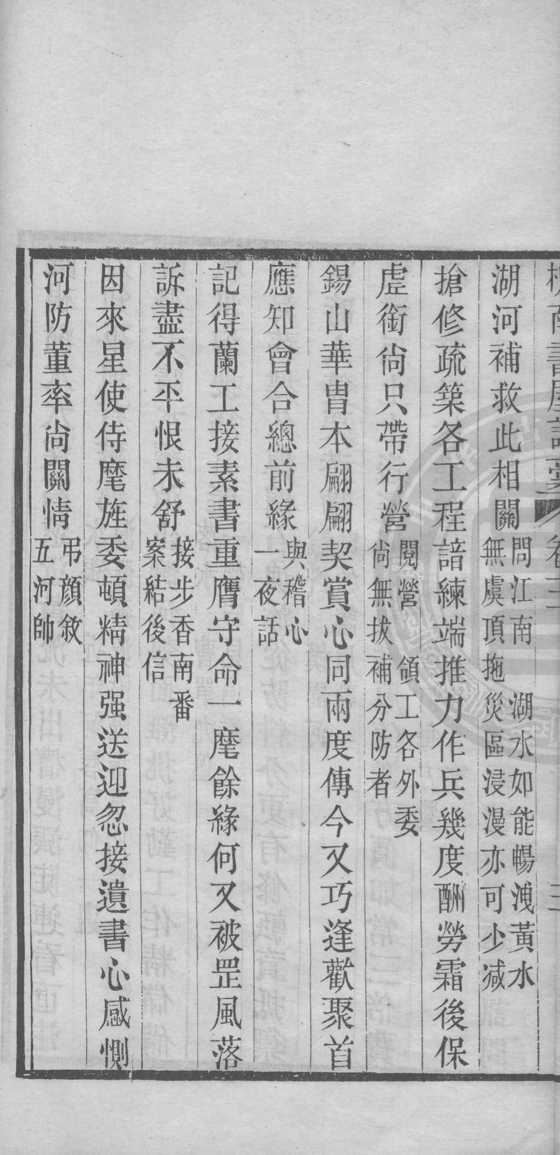 湖河補救此相關問江南　湖水如能暢洩黃水無虞頂拖災區浸漫亦可少減
搶修疏築各工程諳練端推力作兵幾度酬勞霜後保
虛銜尙只帶行營閱營　領工各外委尙無拔補分防者
錫山華胄本翩翩契賞心同兩度傳今又巧逢歡聚首
應知會合總前緣與稽心一夜話
記得蘭工接素書重膺守命一麾餘緣何又被罡風落
訴盡不平恨未舒接步香南番案結後信
因來星使侍麾旌委頓精神强送迎忽接遺書心感惻
河防董率尙關情弔顏敘五河帥